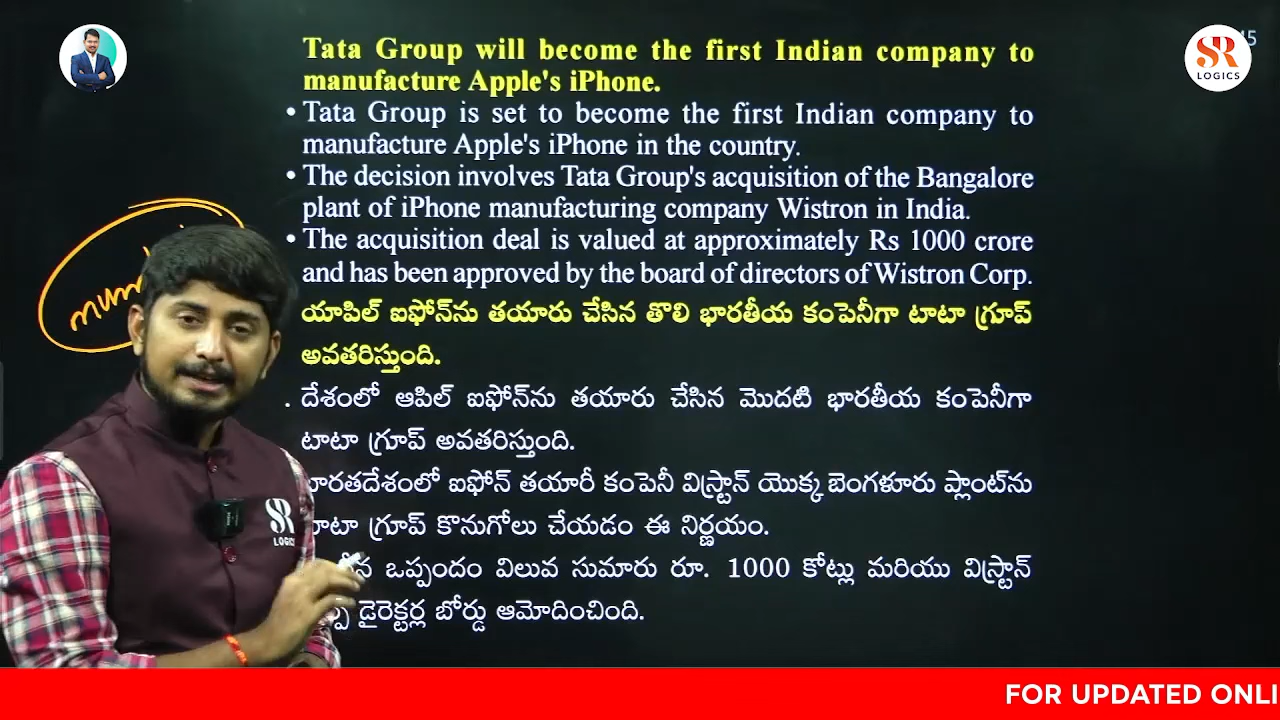 Tata Group will become the first Indian company to
manufacture Apple's iPhone.
• Tata Group is set to become the first Indian company to
manufacture Apple's iPhone in the country.
• The decision involves Tata Group's acquisition of the Bangalore
plant of iPhone manufacturing company Wistron in India.
• The acquisition deal is valued at approximately Rs 1000 crore
and has been approved by the board of directors of Wistron Corp.
యాపిల్ ఐఫోన్‌ను తయారు చేసిన తొలి భారతీయ కంపెనీగా టాటా గ్రూప్
అవతరిస్తుంది.
. దేశంలో ఆపిల్ ఐఫోన్‌ను తయారు చేసిన మొదటి భారతీయ కంపెనీగా
టాటా గ్రూప్ అవతరిస్తుంది.
ఐఫోన్ తయారీ కంపెనీ విస్ట్రాన్ యొక్క బెంగళూరు ప్లాంట్‌ను
గ్రూప్ కొనుగోలు చేయడం ఈ నిర్ణయం.
ఒప్పందం విలువ సుమారు రూ. 1000 కోట్లు మరియు విస్ట్రాన్
డైరెక్టర్ల బోర్డు ఆమోదించింది.
SR
LOGICS
SR
FOR UPDATED ONLI